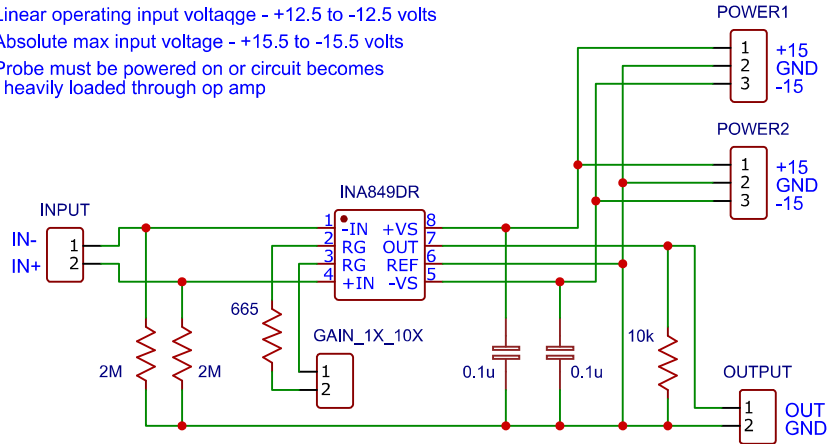 Linear operating input voltaqge - +12.5 to -12.5 volts
Absolute max input voltage - +15.5 to -15.5 volts
Probe must be powered on or circuit becomes
heavily loaded through op amp
POWER1
1 +15
2 GND
3 -15
POWER2
1 +15
2 GND
3 -15
INA849DR
1 -IN +VS 8
2 RG OUT 7
3 RG REF 6
4 +IN -VS 5
INPUT
IN- 1
IN+ 2
665
GAIN_1X_10X
1
2
2M
2M
0.1u
0.1u
10k
OUTPUT
1 OUT
2 GND